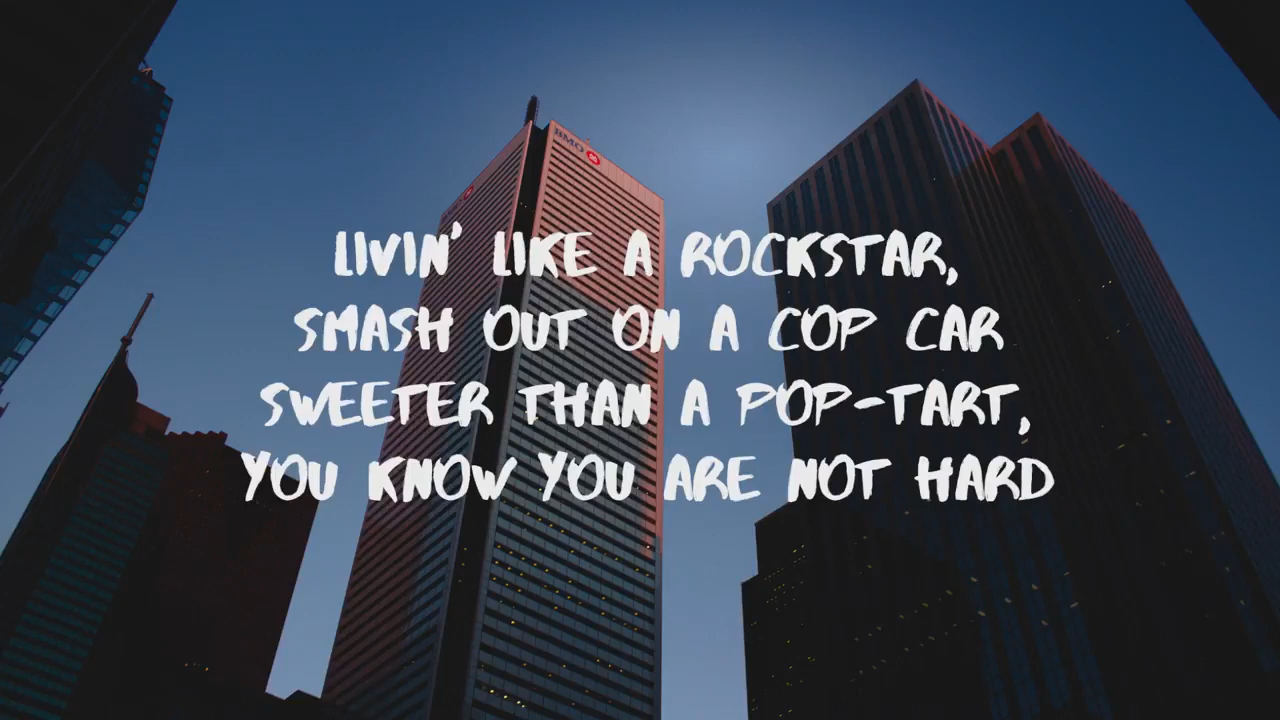 BMO
LIVIN' LIKE A ROCKSTAR,
SMASH OUT ON A COP CAR
SWEETER THAN A POP-TART,
YOU KNOW YOU ARE NOT HARD